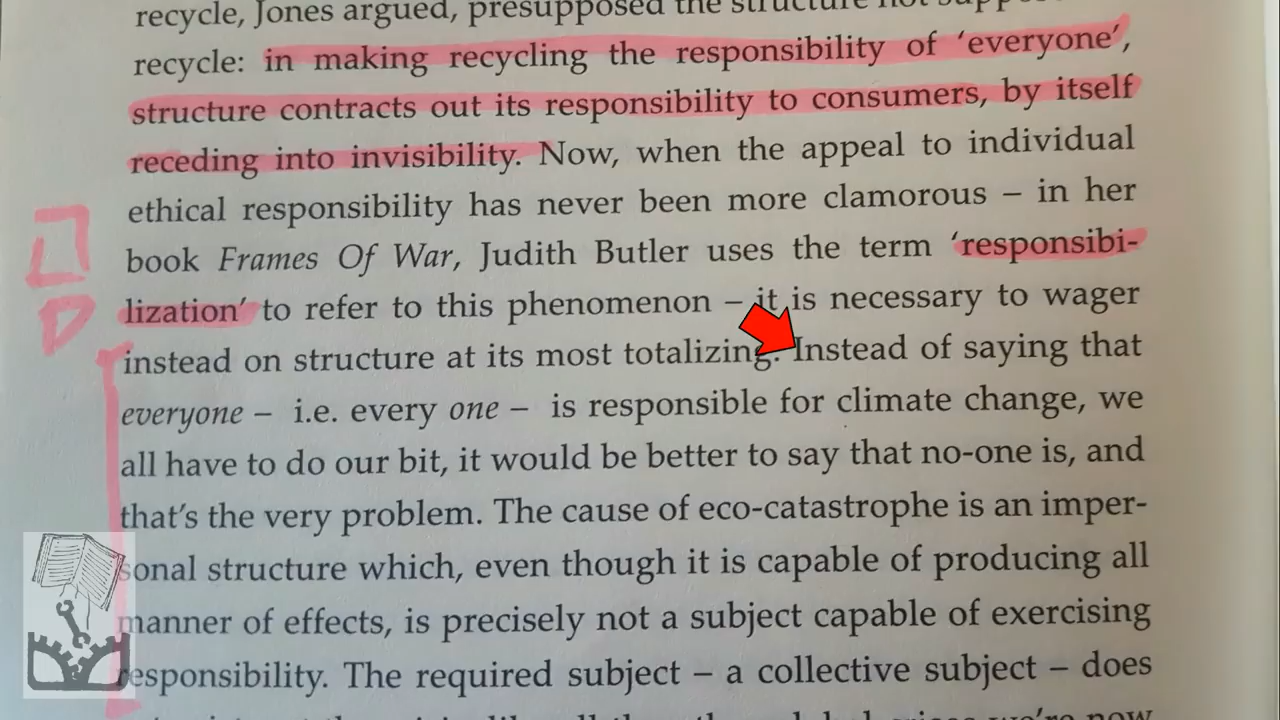 recycle, Jones argued, presupposed the structure not
recycle: in making recycling the responsibility of ‘everyone’,
structure contracts out its responsibility to consumers, by itself
receding into invisibility. Now, when the appeal to individual
ethical responsibility has never been more clamorous – in her
book Frames Of War, Judith Butler uses the term ‘responsibi-
lization’ to refer to this phenomenon – it is necessary to wager
instead on structure at its most totalizing. Instead of saying that
everyone – i.e. every one – is responsible for climate change, we
all have to do our bit, it would be better to say that no-one is, and
that’s the very problem. The cause of eco-catastrophe is an imper-
sonal structure which, even though it is capable of producing all
manner of effects, is precisely not a subject capable of exercising
responsibility. The required subject – a collective subject – does